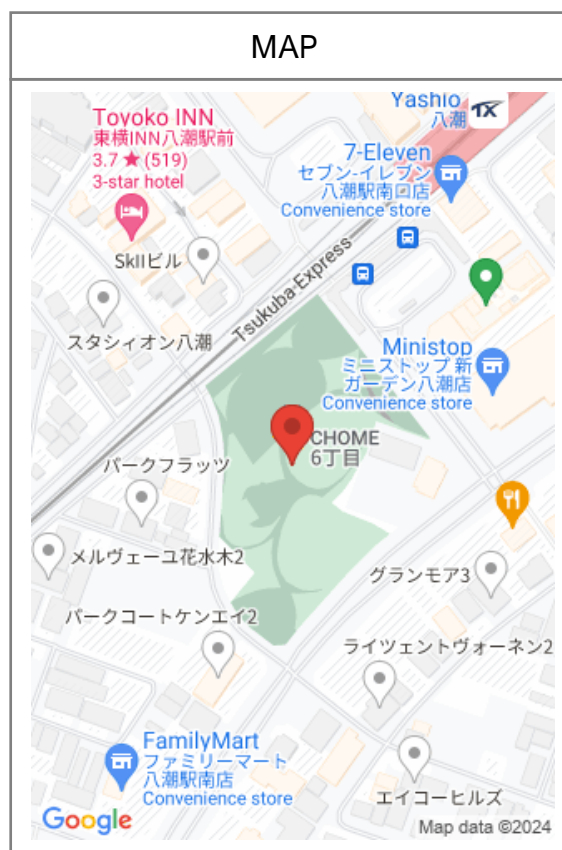 MAP
Yashio
八潮
TX
Toyoko INN
東横INN八潮駅前
3.7 ★ (519)
3-star hotel
7-Eleven
セブン-イレブン
八潮駅南口店
Convenience store
SkIIビル
Tsukuba-Express
スタシィオン八潮
Ministop
ミニストップ 新
ガーデン八潮店
Convenience store
CHOME
6丁目
パークフラッツ
メルヴェーユ花水木2
グランモア3
パークコートケンエイ2
ライツェントヴォーネン2
FamilyMart
ファミリーマート
八潮駅南店
Convenience store
エイコーヒルズ
Google
Map data ©2024